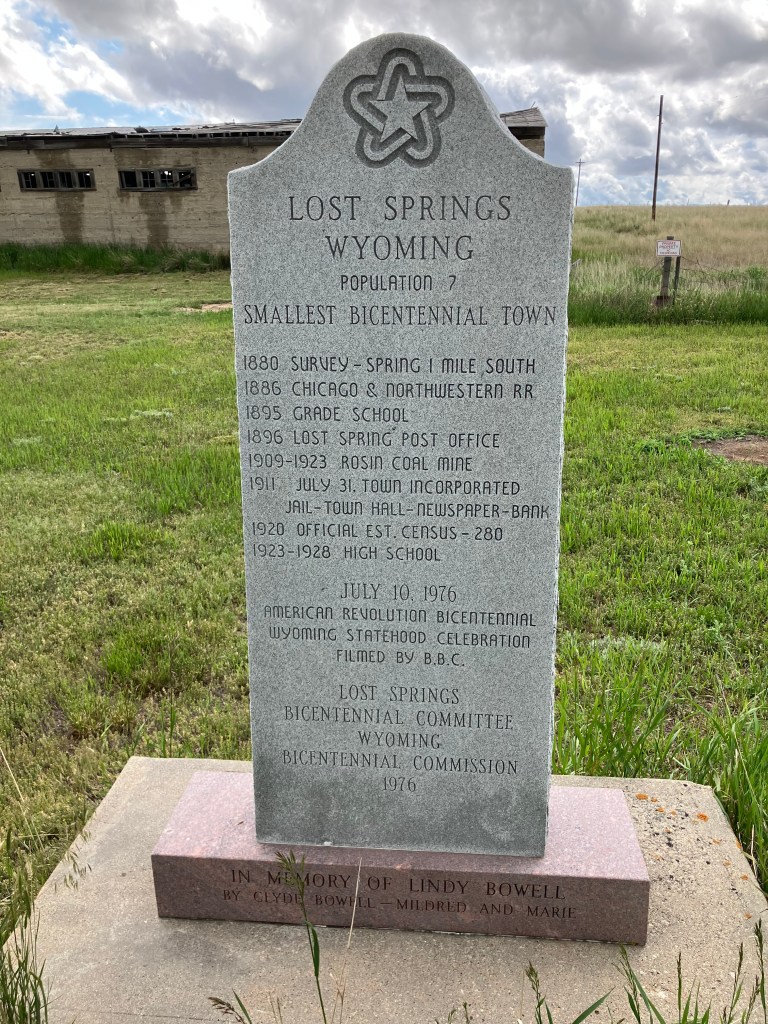 LOST SPRINGS
WYOMING
POPULATION 7
SMALLEST BICENTENNIAL TOWN
1880 SURVEY - SPRING 1 MILE SOUTH
1886 CHICAGO & NORTHWESTERN RR
1895 GRADE SCHOOL
1896 LOST SPRING POST OFFICE
1909-1923 ROSIN COAL MINE
1911 JULY 31, TOWN INCORPORATED
JAIL-TOWN HALL-NEWSPAPER-BANK
1920 OFFICIAL EST. CENSUS - 280
1923-1928 HIGH SCHOOL
JULY 10, 1976
AMERICAN REVOLUTION BICENTENNIAL
WYOMING STATEHOOD CELEBRATION
FILMED BY B.B.C.
LOST SPRINGS
BICENTENNIAL COMMITTEE
WYOMING
BICENTENNIAL COMMISSION
1976
IN MEMORY OF LINDY BOWELL
BY CLYDE BOWELL - MILDRED AND MARIE